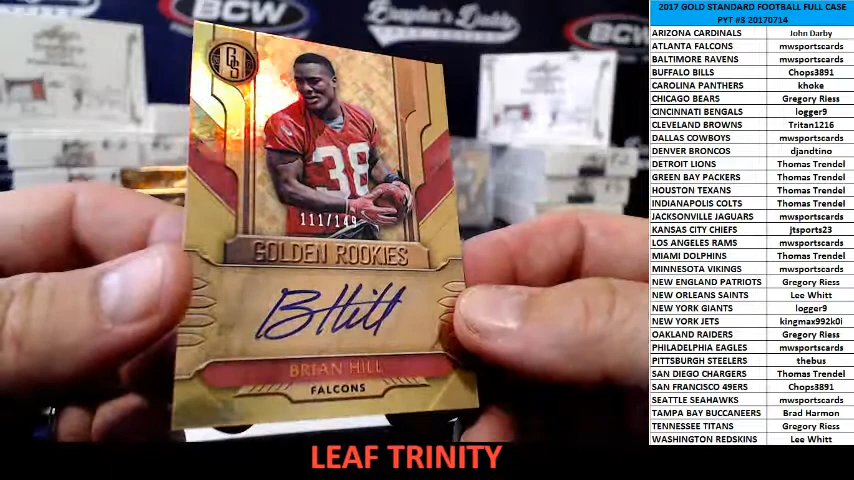 BCW
Brayden's Daddy
BCW
GS
38
111/149
GOLDEN ROOKIES
B Hill
BRIAN HILL
FALCONS
LEAF TRINITY
2017 GOLD STANDARD FOOTBALL FULL CASE
PYT #3 20170714
ARIZONA CARDINALS John Darby
ATLANTA FALCONS mwsportscards
BALTIMORE RAVENS mwsportscards
BUFFALO BILLS Chops3891
CAROLINA PANTHERS khoke
CHICAGO BEARS Gregory Riess
CINCINNATI BENGALS logger9
CLEVELAND BROWNS Tritan1216
DALLAS COWBOYS mwsportscards
DENVER BRONCOS djandtino
DETROIT LIONS Thomas Trendel
GREEN BAY PACKERS Thomas Trendel
HOUSTON TEXANS Thomas Trendel
INDIANAPOLIS COLTS Thomas Trendel
JACKSONVILLE JAGUARS mwsportscards
KANSAS CITY CHIEFS jtsports23
LOS ANGELES RAMS mwsportscards
MIAMI DOLPHINS Thomas Trendel
MINNESOTA VIKINGS mwsportscards
NEW ENGLAND PATRIOTS Gregory Riess
NEW ORLEANS SAINTS Lee Whitt
NEW YORK GIANTS logger9
NEW YORK JETS kingmax992k0i
OAKLAND RAIDERS Gregory Riess
PHILADELPHIA EAGLES mwsportscards
PITTSBURGH STEELERS thebus
SAN DIEGO CHARGERS Thomas Trendel
SAN FRANCISCO 49ERS Chops3891
SEATTLE SEAHAWKS mwsportscards
TAMPA BAY BUCCANEERS Brad Harmon
TENNESSEE TITANS Gregory Riess
WASHINGTON REDSKINS Lee Whitt